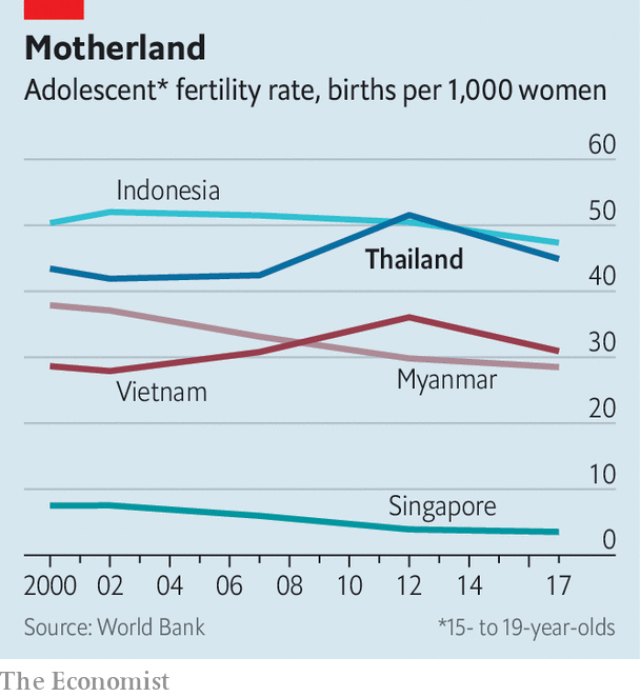 Motherland
Adolescent* fertility rate, births per 1,000 women
60
Indonesia
50
Thailand
40
30
Vietnam
Myanmar
20
10
Singapore
0
2000 02 04 06 08 10 12 14 17
Source: World Bank
*15- to 19-year-olds
The Economist